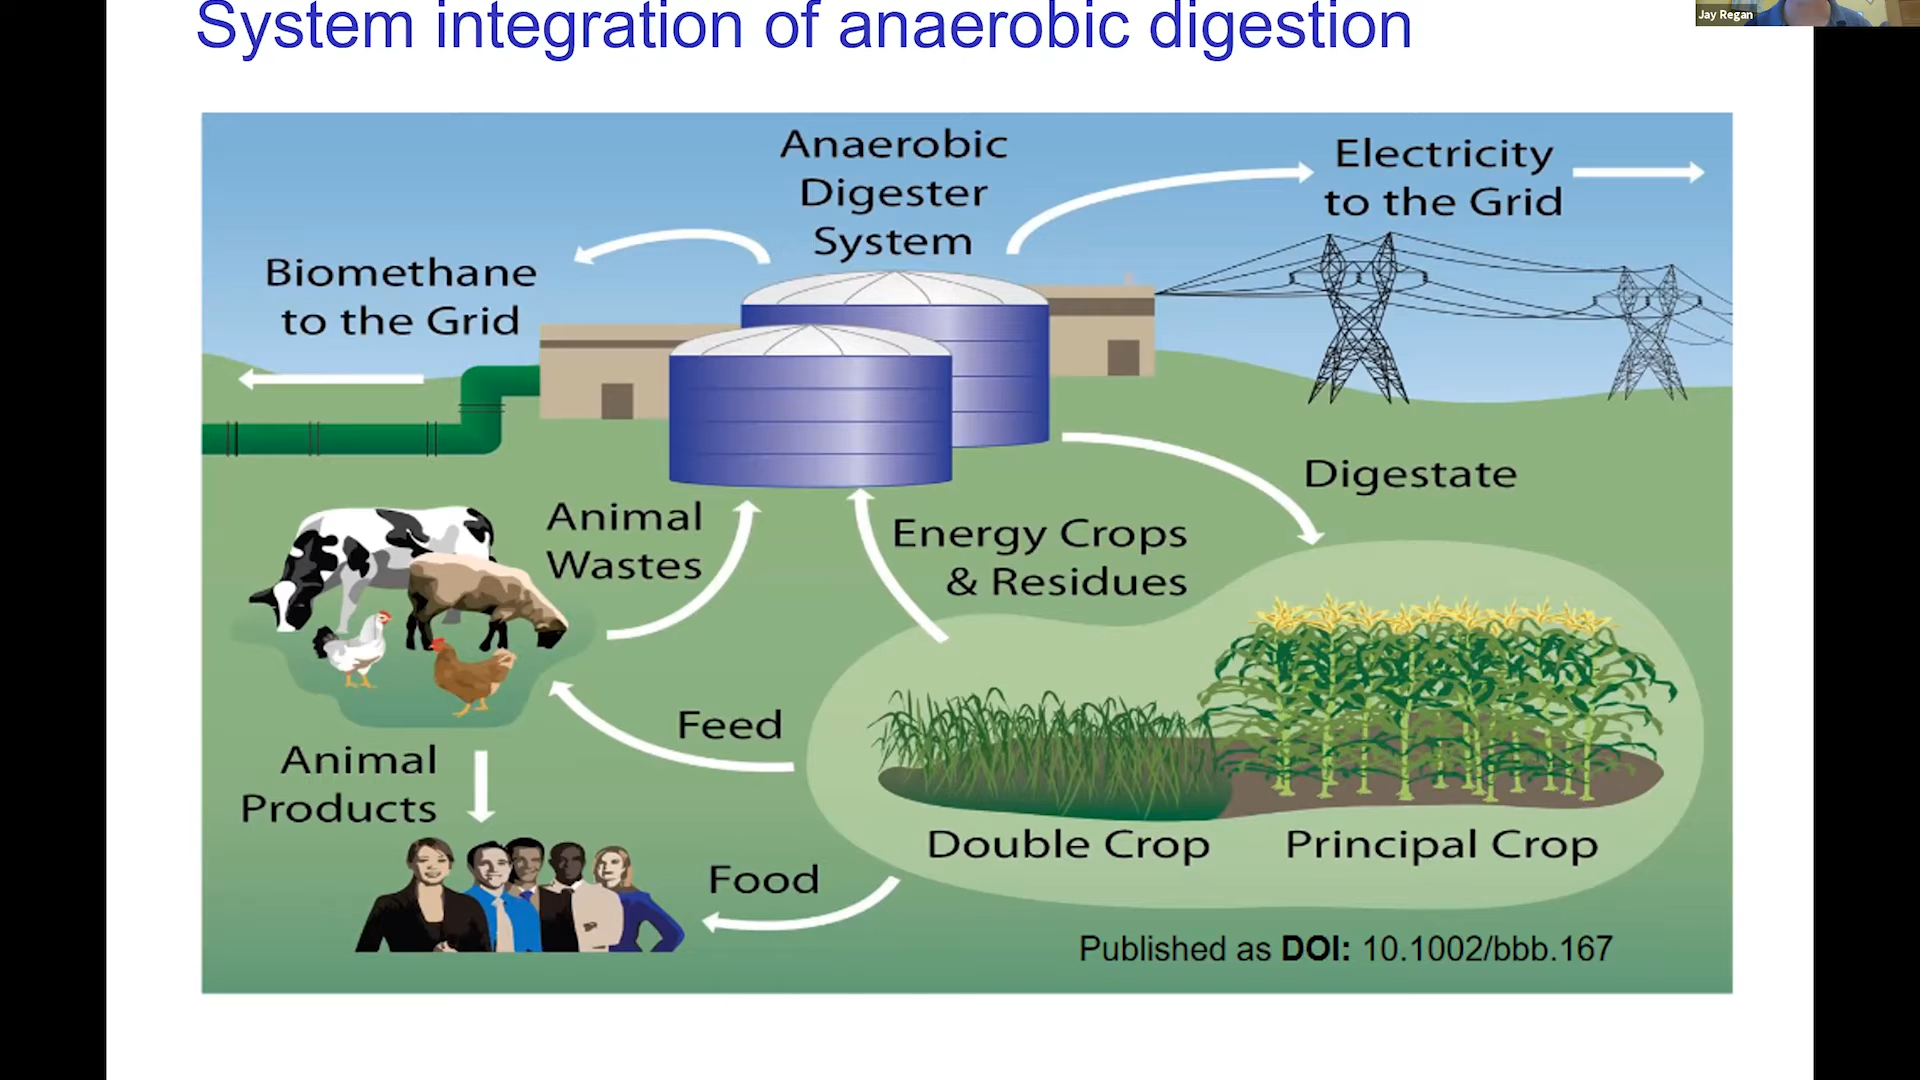 System integration of anaerobic digestion
Jay Regan
Anaerobic
Digester
System
Electricity
to the Grid
Biomethane
to the Grid
Digestate
Animal
Wastes
Energy Crops
& Residues
Feed
Animal
Products
Double Crop
Principal Crop
Food
Published as DOI: 10.1002/bbb.167